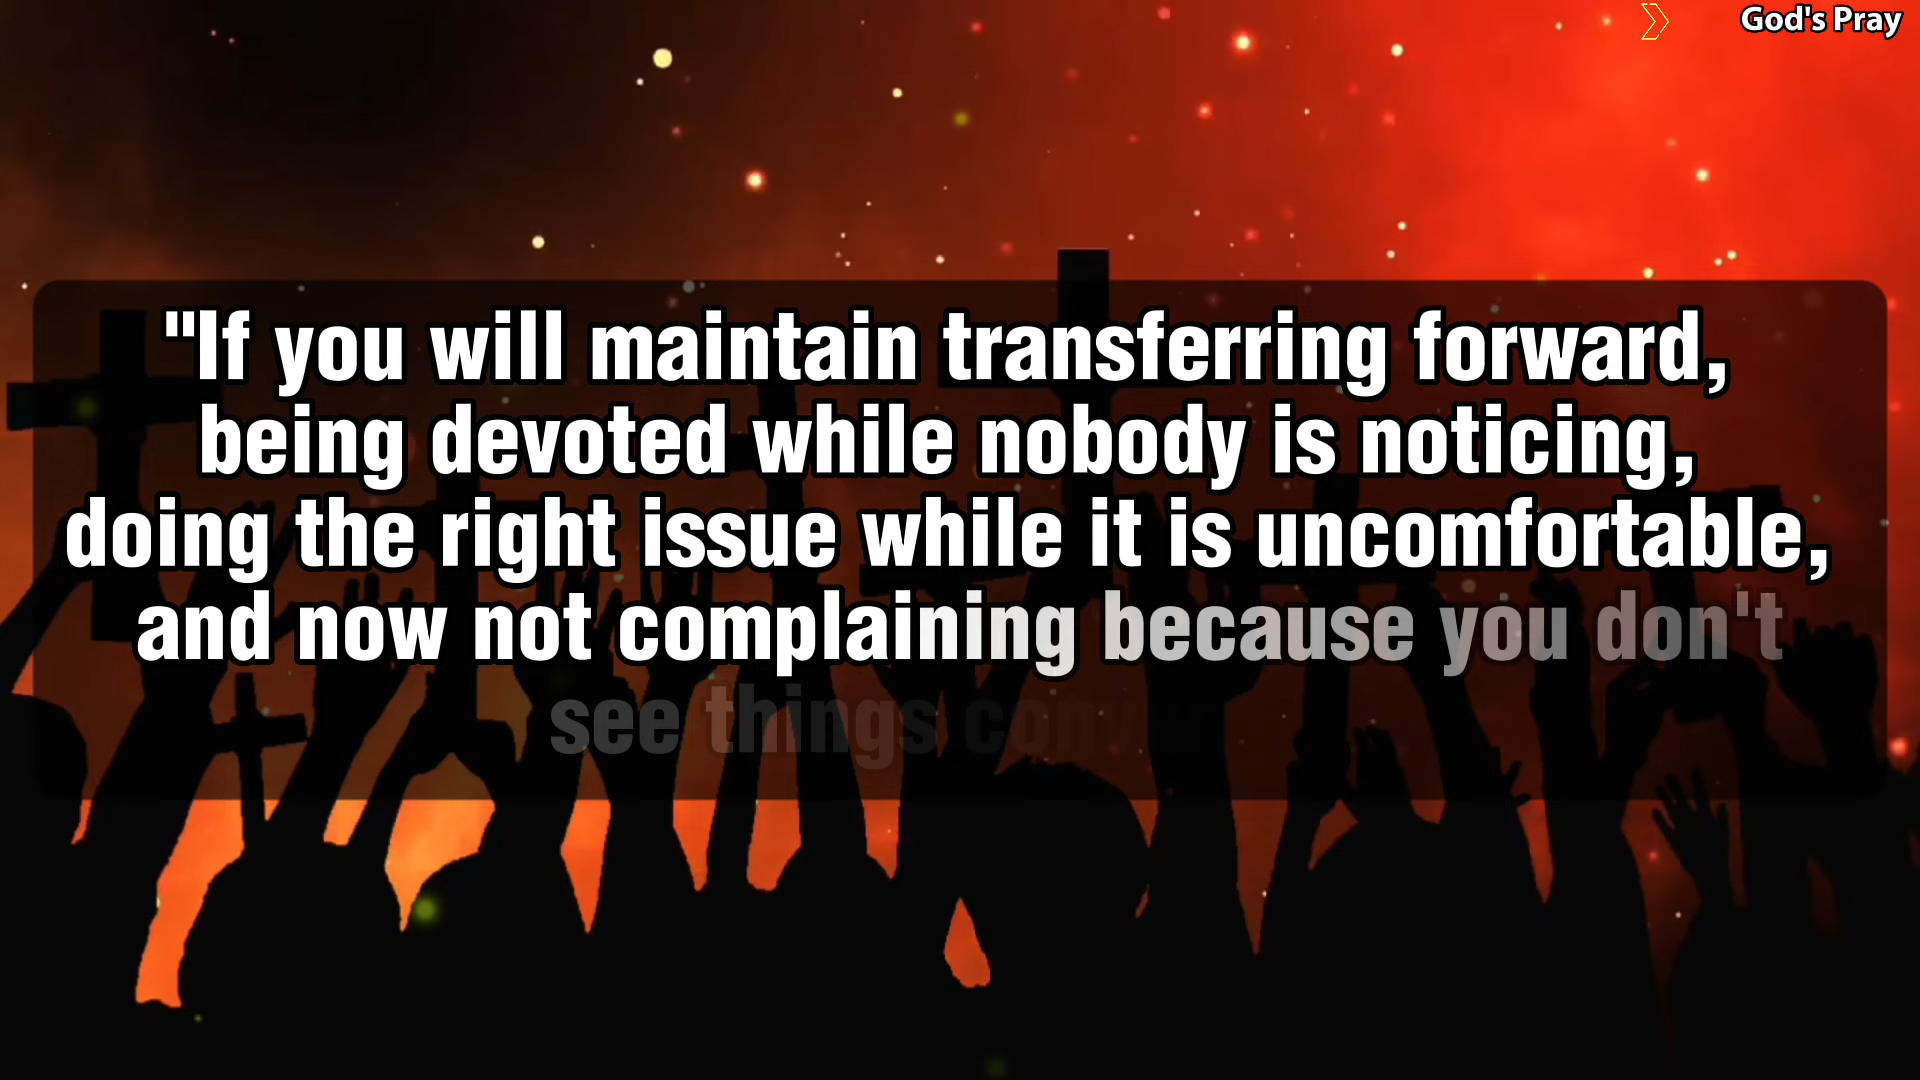 God's Pray
"If you will maintain transferring forward,
being devoted while nobody is noticing,
doing the right issue while it is uncomfortable,
and now not complaining because you don't
see things